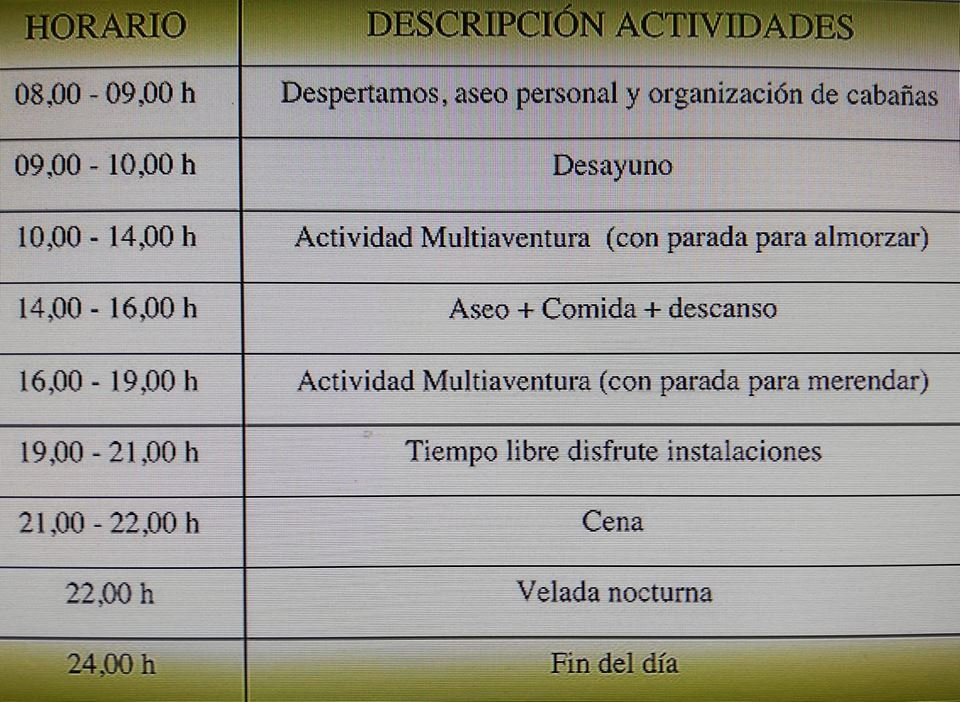 HORARIO DESCRIPCIÓN ACTIVIDADES
08,00 - 09,00 h Despertamos, aseo personal y organización de cabañas
09,00 - 10,00 h Desayuno
10,00 - 14,00 h Actividad Multiaventura (con parada para almorzar)
14,00 - 16,00 h Aseo + Comida + descanso
16,00 - 19,00 h Actividad Multiaventura (con parada para merendar)
19,00 - 21,00 h Tiempo libre disfrute instalaciones
21,00 - 22,00 h Cena
22,00 h Velada nocturna
24,00 h Fin del día